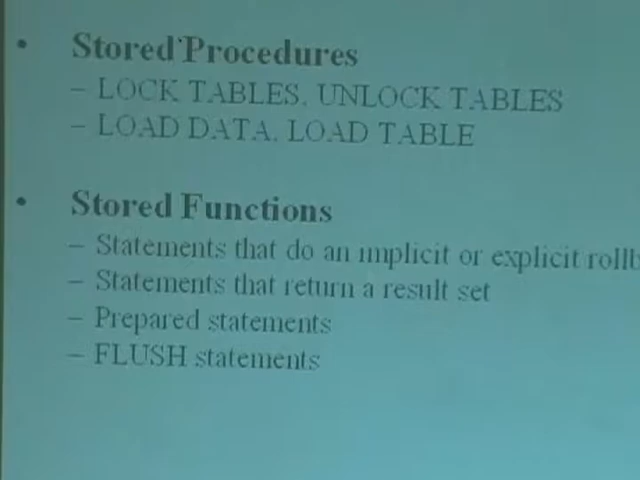 • Stored Procedures
– LOCK TABLES, UNLOCK TABLES
– LOAD DATA, LOAD TABLE
• Stored Functions
– Statements that do an implicit or explicit rollb
– Statements that return a result set
– Prepared statements
– FLUSH statements